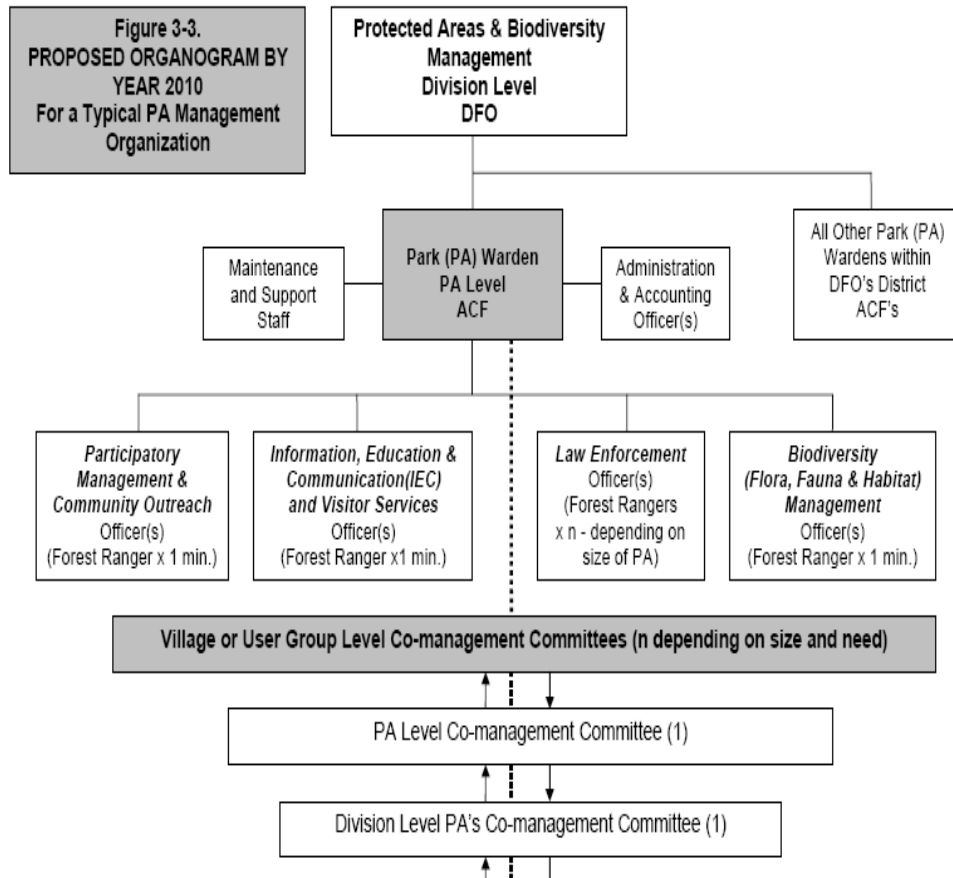 Figure 3-3.
PROPOSED ORGANOGRAM BY
YEAR 2010
For a Typical PA Management
Organization
Protected Areas & Biodiversity
Management
Division Level
DFO
Maintenance
and Support
Staff
Park (PA) Warden
PA Level
ACF
Administration
& Accounting
Officer(s)
All Other Park (PA)
Wardens within
DFO's District
ACF's
Participatory
Management &
Community Outreach
Officer(s)
(Forest Ranger x 1 min.)
Information, Education &
Communication(IEC)
and Visitor Services
Officer(s)
(Forest Ranger x1 min.)
Law Enforcement
Officer(s)
(Forest Rangers
x n - depending on
size of PA)
Biodiversity
(Flora, Fauna & Habitat)
Management
Officer(s)
(Forest Ranger x 1 min.)
Village or User Group Level Co-management Committees (n depending on size and need)
PA Level Co-management Committee (1)
Division Level PA's Co-management Committee (1)